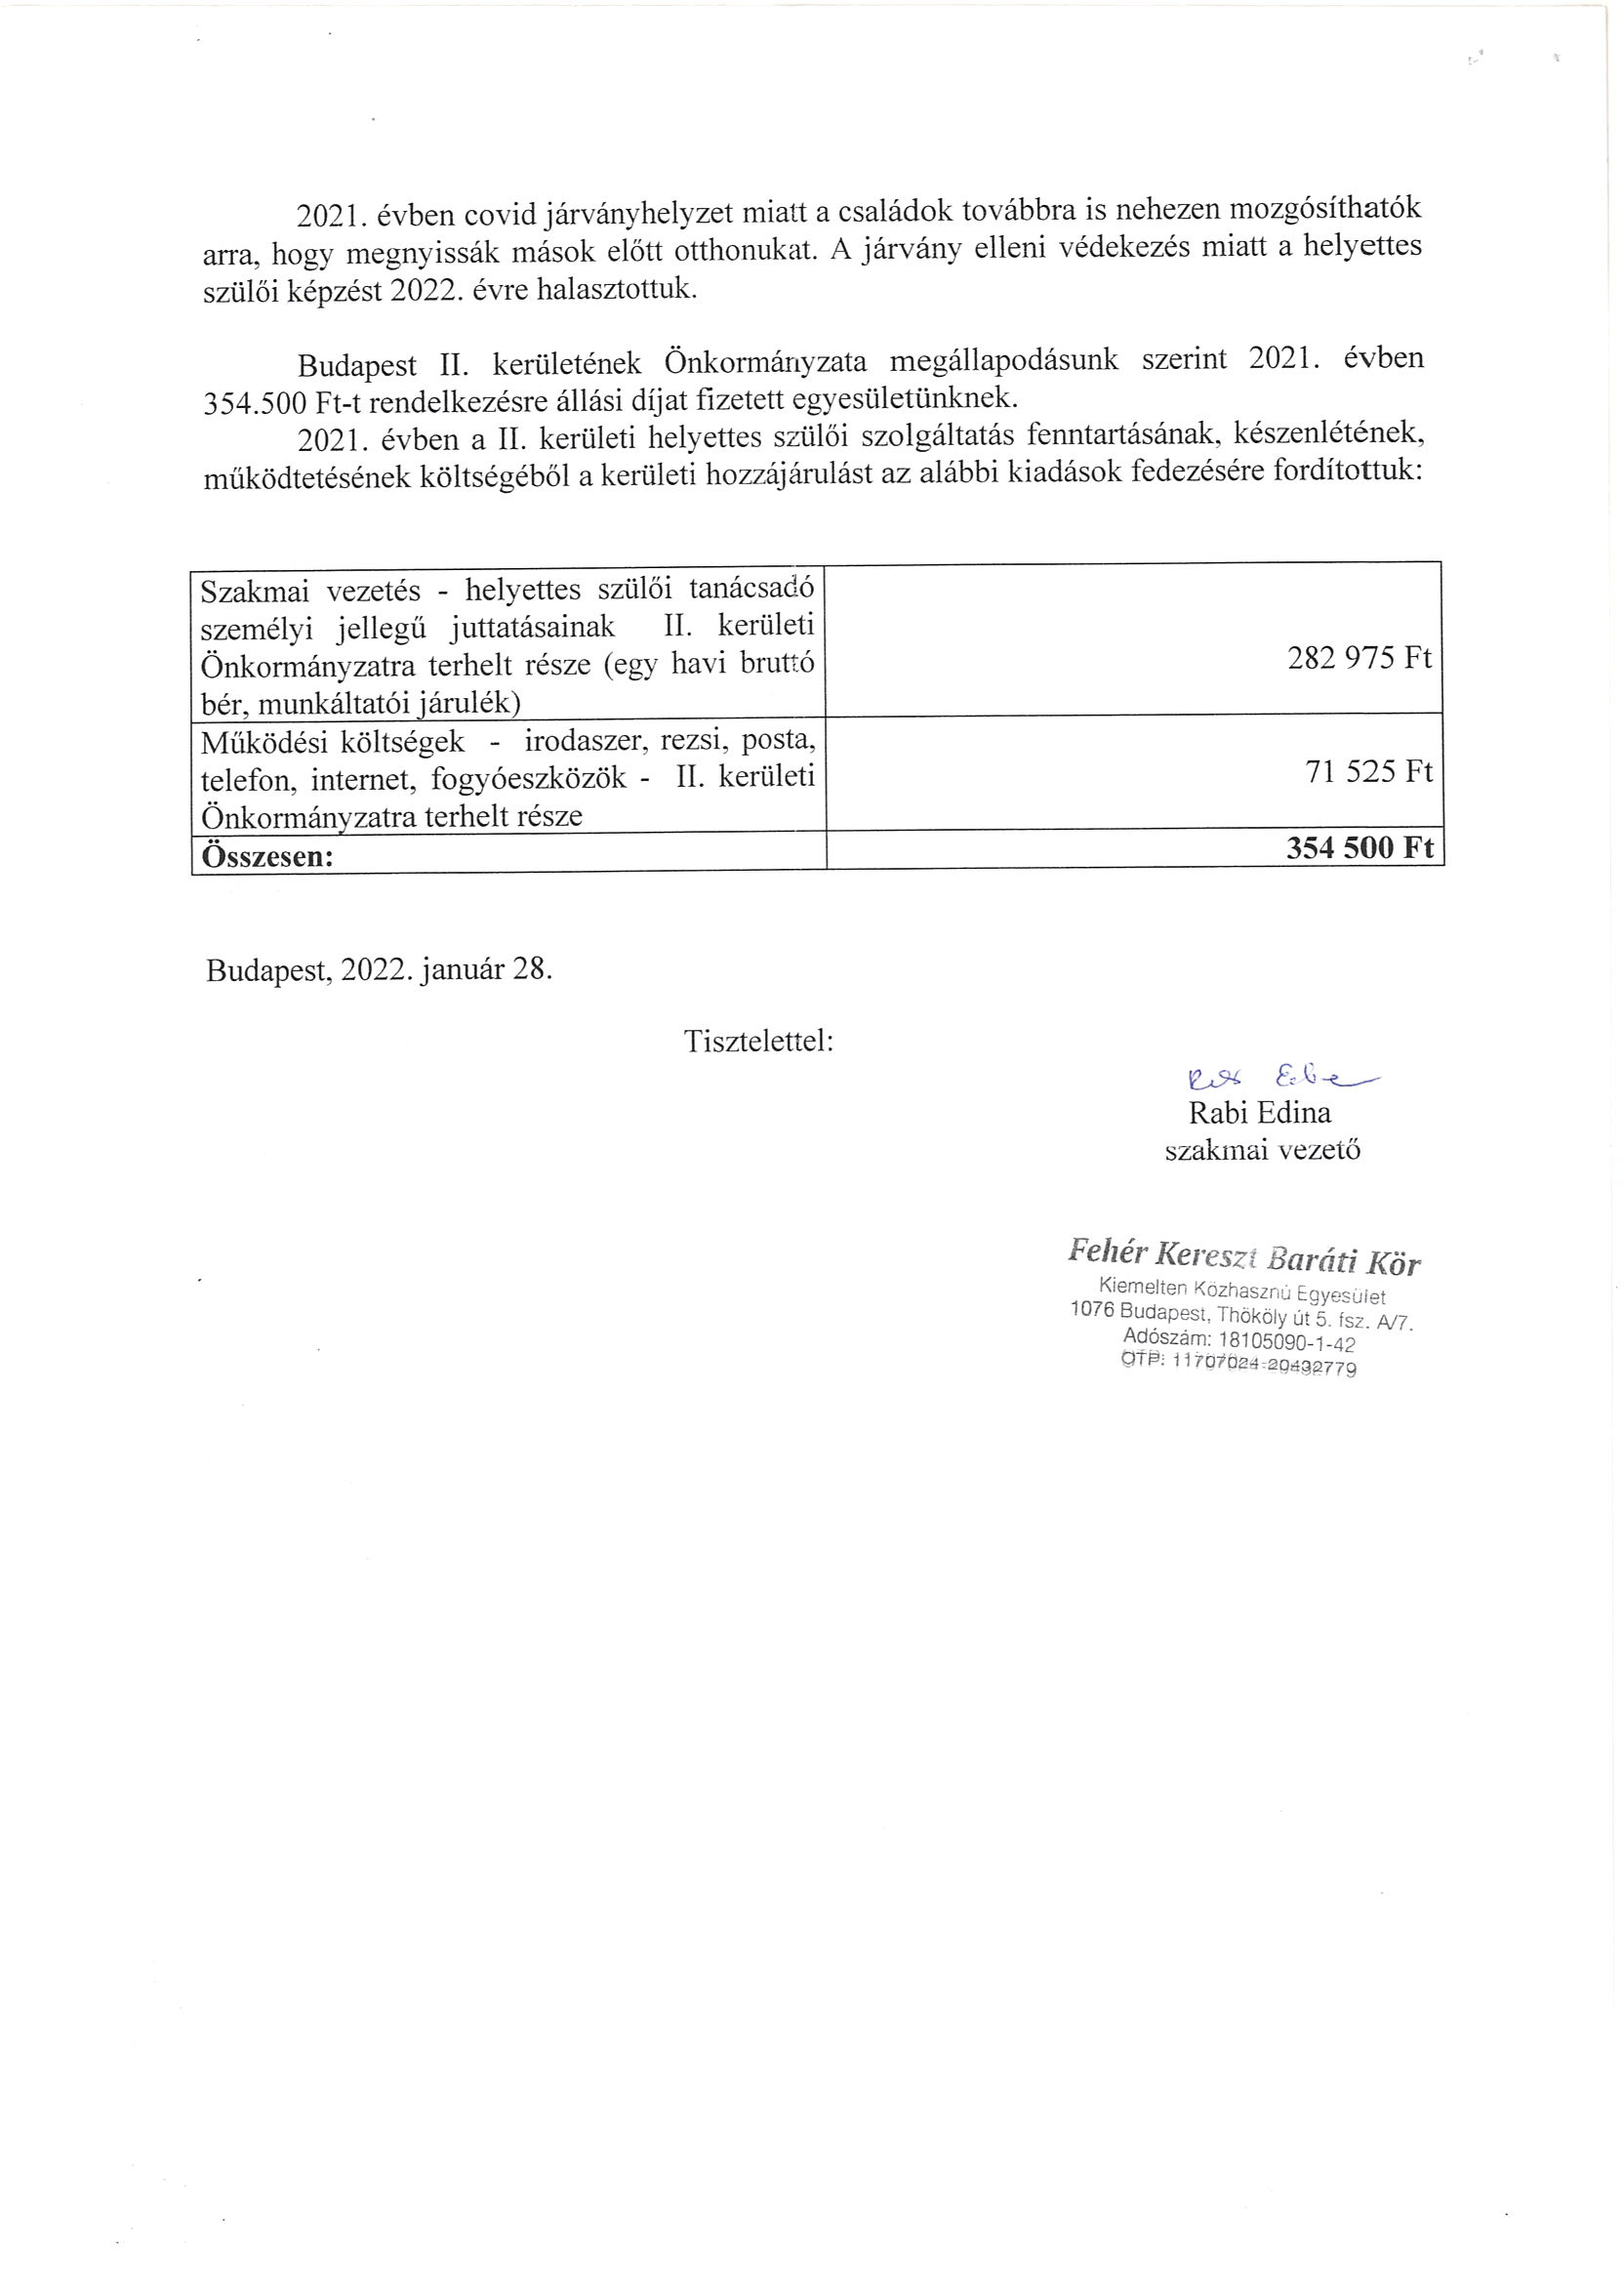 2021. évben covid járványhelyzet miatt a családok továbbra is nehezen mozgósíthatók
arra, hogy megnyissák mások előtt otthonukat. A járvány elleni védekezés miatt a helyettes
szülői képzést 2022. évre halasztottuk.
Budapest II. kerületének Önkormányzata megállapodásunk szerint 2021. évben
354.500 Ft-t rendelkezésre állási díjat fizetett egyesületünknek.
2021. évben a II. kerületi helyettes szülői szolgáltatás fenntartásának, készenlétének,
működtetésének költségéből a kerületi hozzájárulást az alábbi kiadások fedezésére fordítottuk:
Szakmai vezetés - helyettes szülői tanácsadó
személyi jellegű juttatásainak II. kerületi
Önkormányzatra terhelt része (egy havi bruttó
bér, munkáltatói járulék)
282 975 Ft
Működési költségek - irodaszer, rezsi, posta,
telefon, internet, fogyóeszközök - II. kerületi
Önkormányzatra terhelt része
71 525 Ft
Összesen:
354 500 Ft
Budapest, 2022. január 28.
Tisztelettel:
Rabi Edina
szakmai vezető
Fehér Kereszt Baráti Kör
Kiemelten Közhasznú Egyesület
1076 Budapest, Thököly út 5. fsz. A/7.
Adószám: 18105090-1-42
OTP: 11707024-20432779